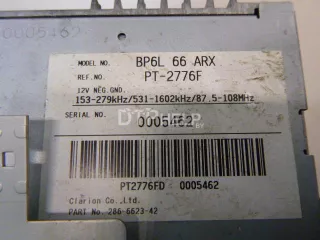 0005462
MODEL NO. BP6L 66 ARX
REF.NO. PT-2776F
12V NEG.GND.
153-279kHz/531-1602kHz/87.5-108MHz
SERIAL NO. 0005462
PT2776FD 0005462
Clarion Co.,Ltd.
PART No. 286-6623-42